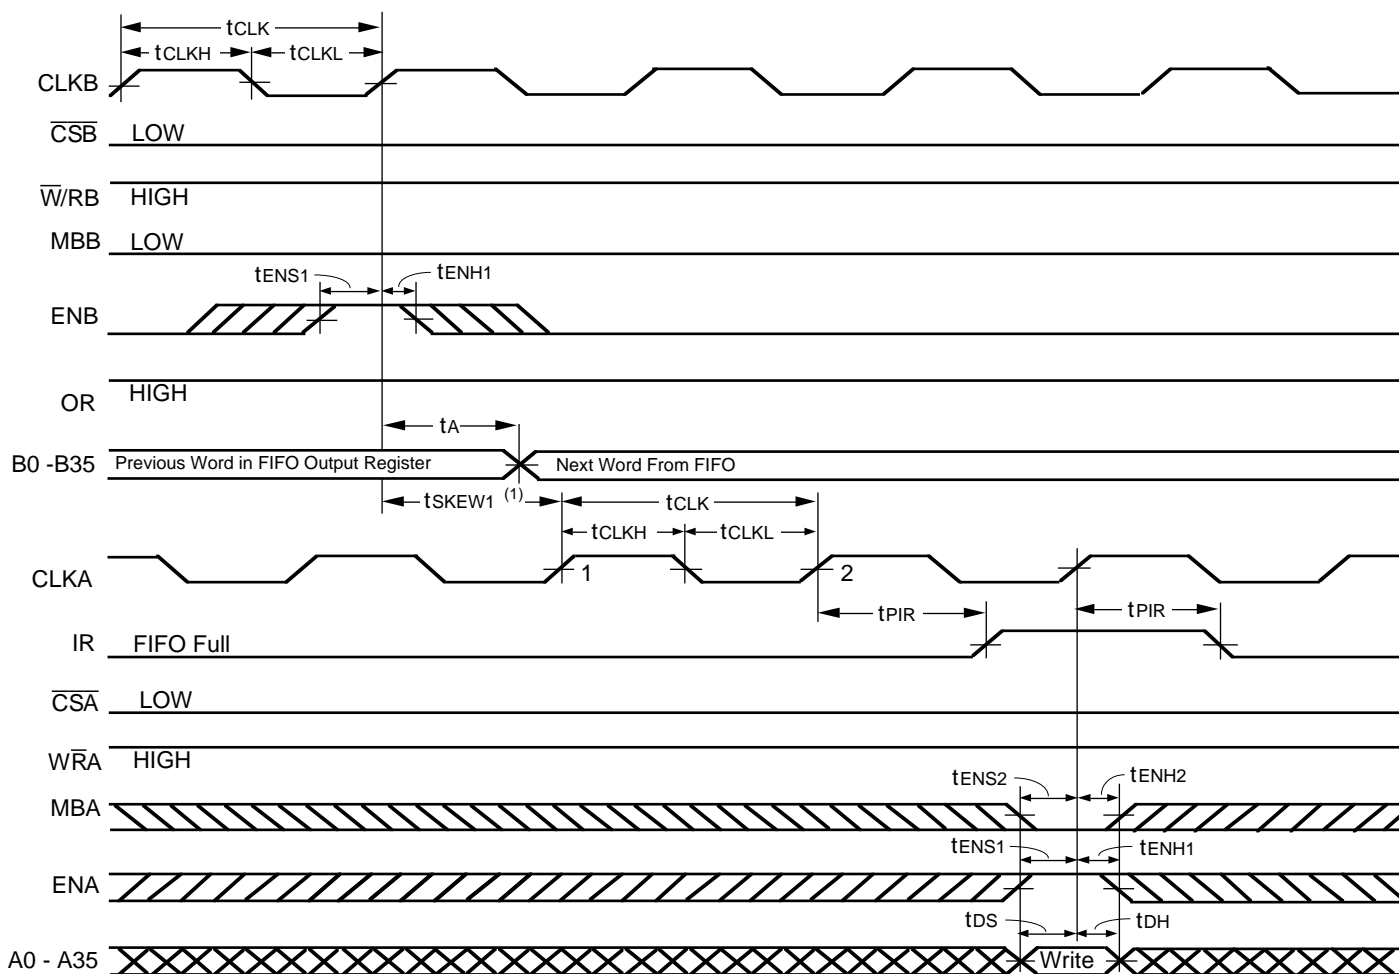 tCLK
tCLKH tCLKL
CLKB
CSB LOW
W/RB HIGH
MBB LOW
tENS1 tENH1
ENB
OR HIGH
tA
B0 -B35 Previous Word in FIFO Output Register Next Word From FIFO
tSKEW1 (1) tCLK
tCLKH tCLKL
CLKA 1 2
tPIR tPIR
IR FIFO Full
CSA LOW
WRA HIGH
tENS2 tENH2
MBA
tENS1 tENH1
ENA
tDS tDH
A0 - A35 Write